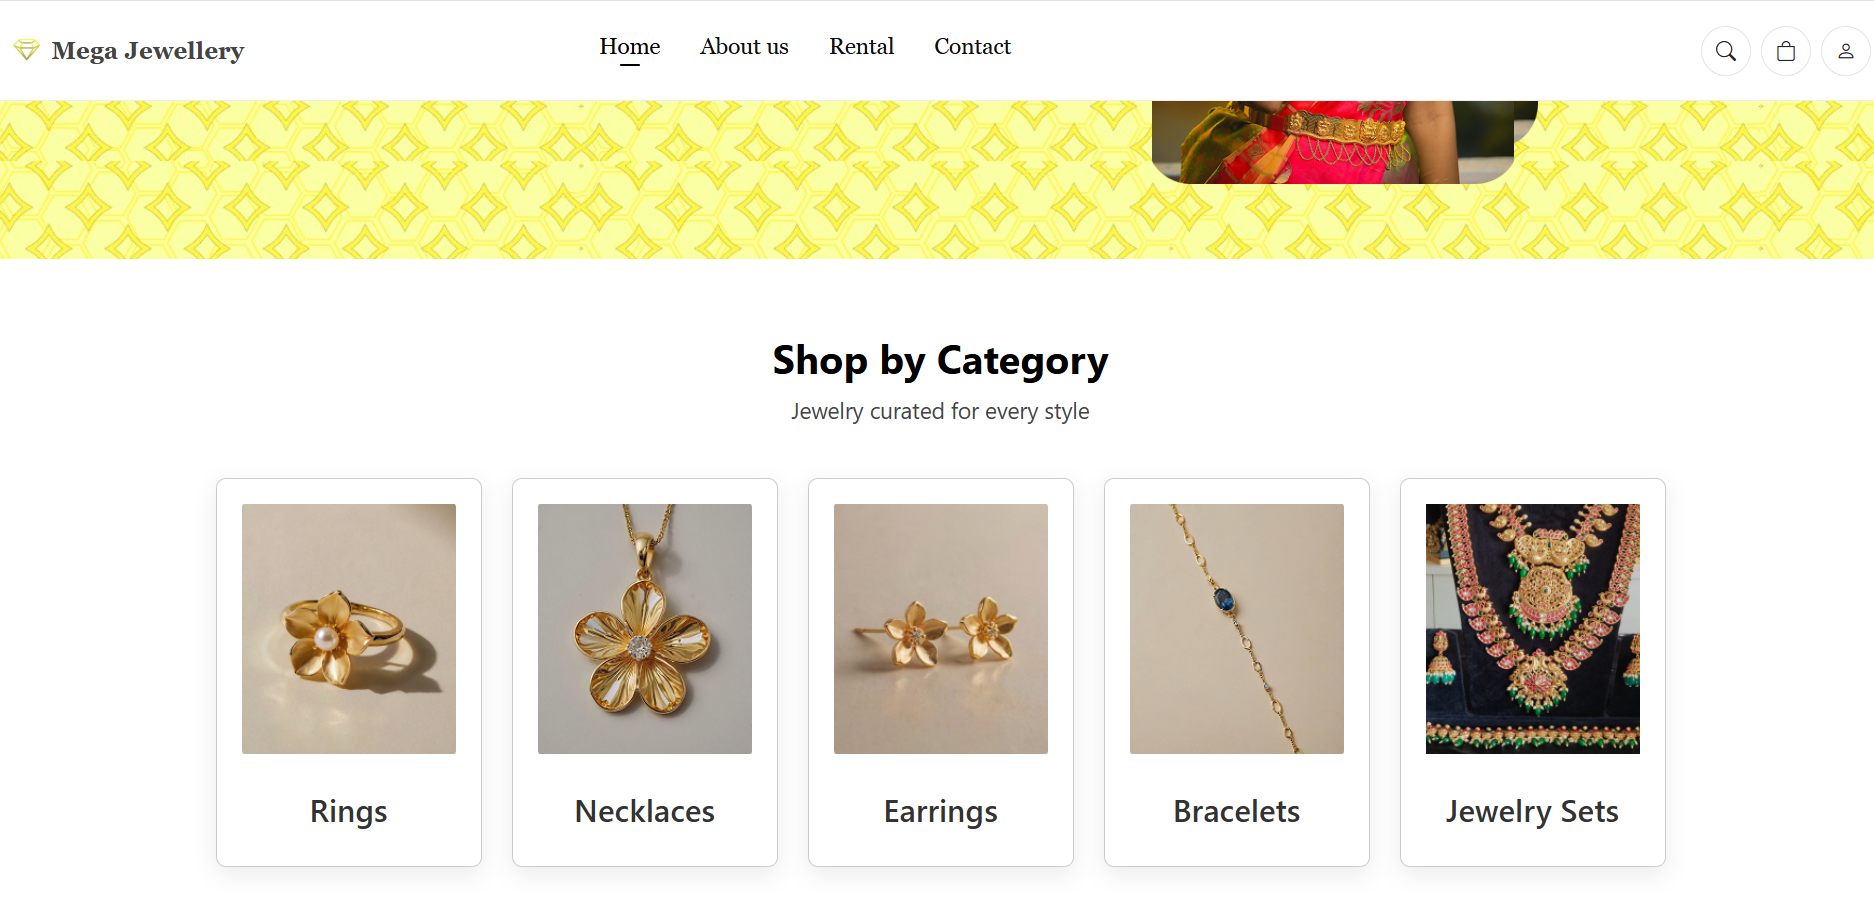 Mega Jewellery
Home About us Rental Contact
Shop by Category
Jewelry curated for every style
Rings Necklaces Earrings Bracelets Jewelry Sets